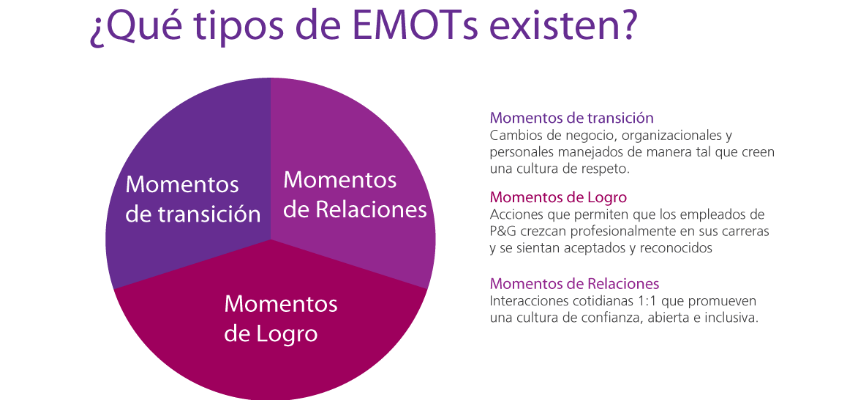 ¿Qué tipos de EMOTs existen?
Momentos
de transición
Momentos
de Relaciones
Momentos
de Logro
Momentos de transición
Cambios de negocio, organizacionales y
personales manejados de manera tal que creen
una cultura de respeto.
Momentos de Logro
Acciones que permiten que los empleados de
P&G crezcan profesionalmente en sus carreras
y se sientan aceptados y reconocidos
Momentos de Relaciones
Interacciones cotidianas 1:1 que promueven
una cultura de confianza, abierta e inclusiva.